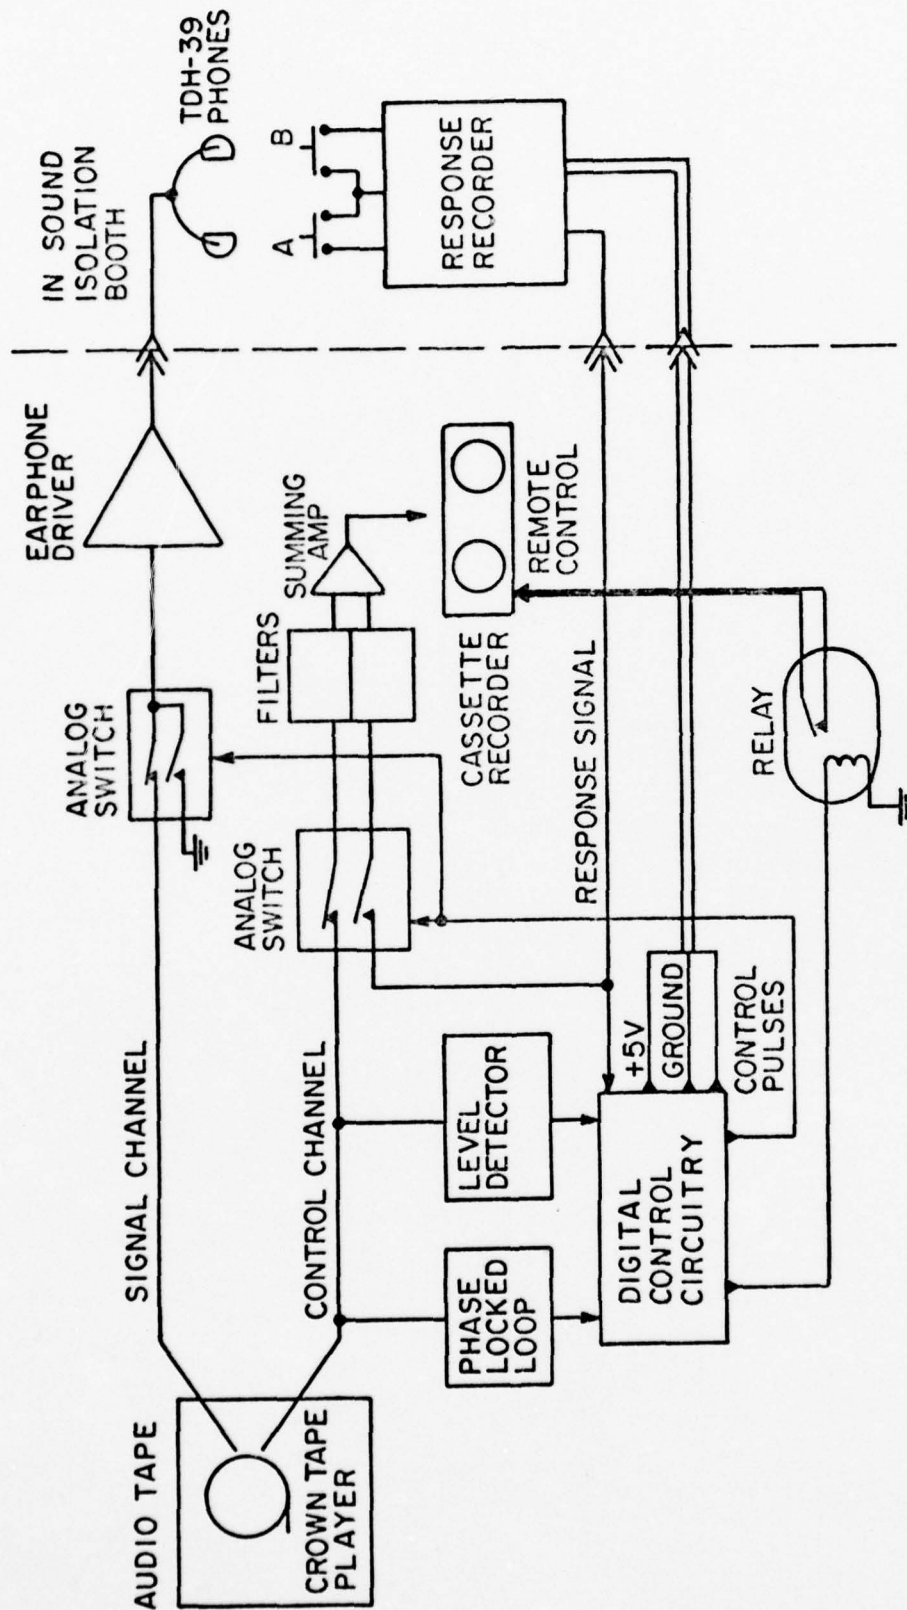 AUDIO TAPE
CROWN TAPE
PLAYER
SIGNAL CHANNEL
CONTROL CHANNEL
PHASE
LOCKED
LOOP
LEVEL
DETECTOR
DIGITAL
CONTROL
CIRCUITRY
+5V
GROUND
CONTROL
PULSES
ANALOG
SWITCH
ANALOG
SWITCH
FILTERS
SUMMING
AMP
EARPHONE
DRIVER
CASSETTE
RECORDER
REMOTE
CONTROL
RESPONSE SIGNAL
RELAY
IN SOUND
ISOLATION
BOOTH
TDH-39
PHONES
A
B
RESPONSE
RECORDER